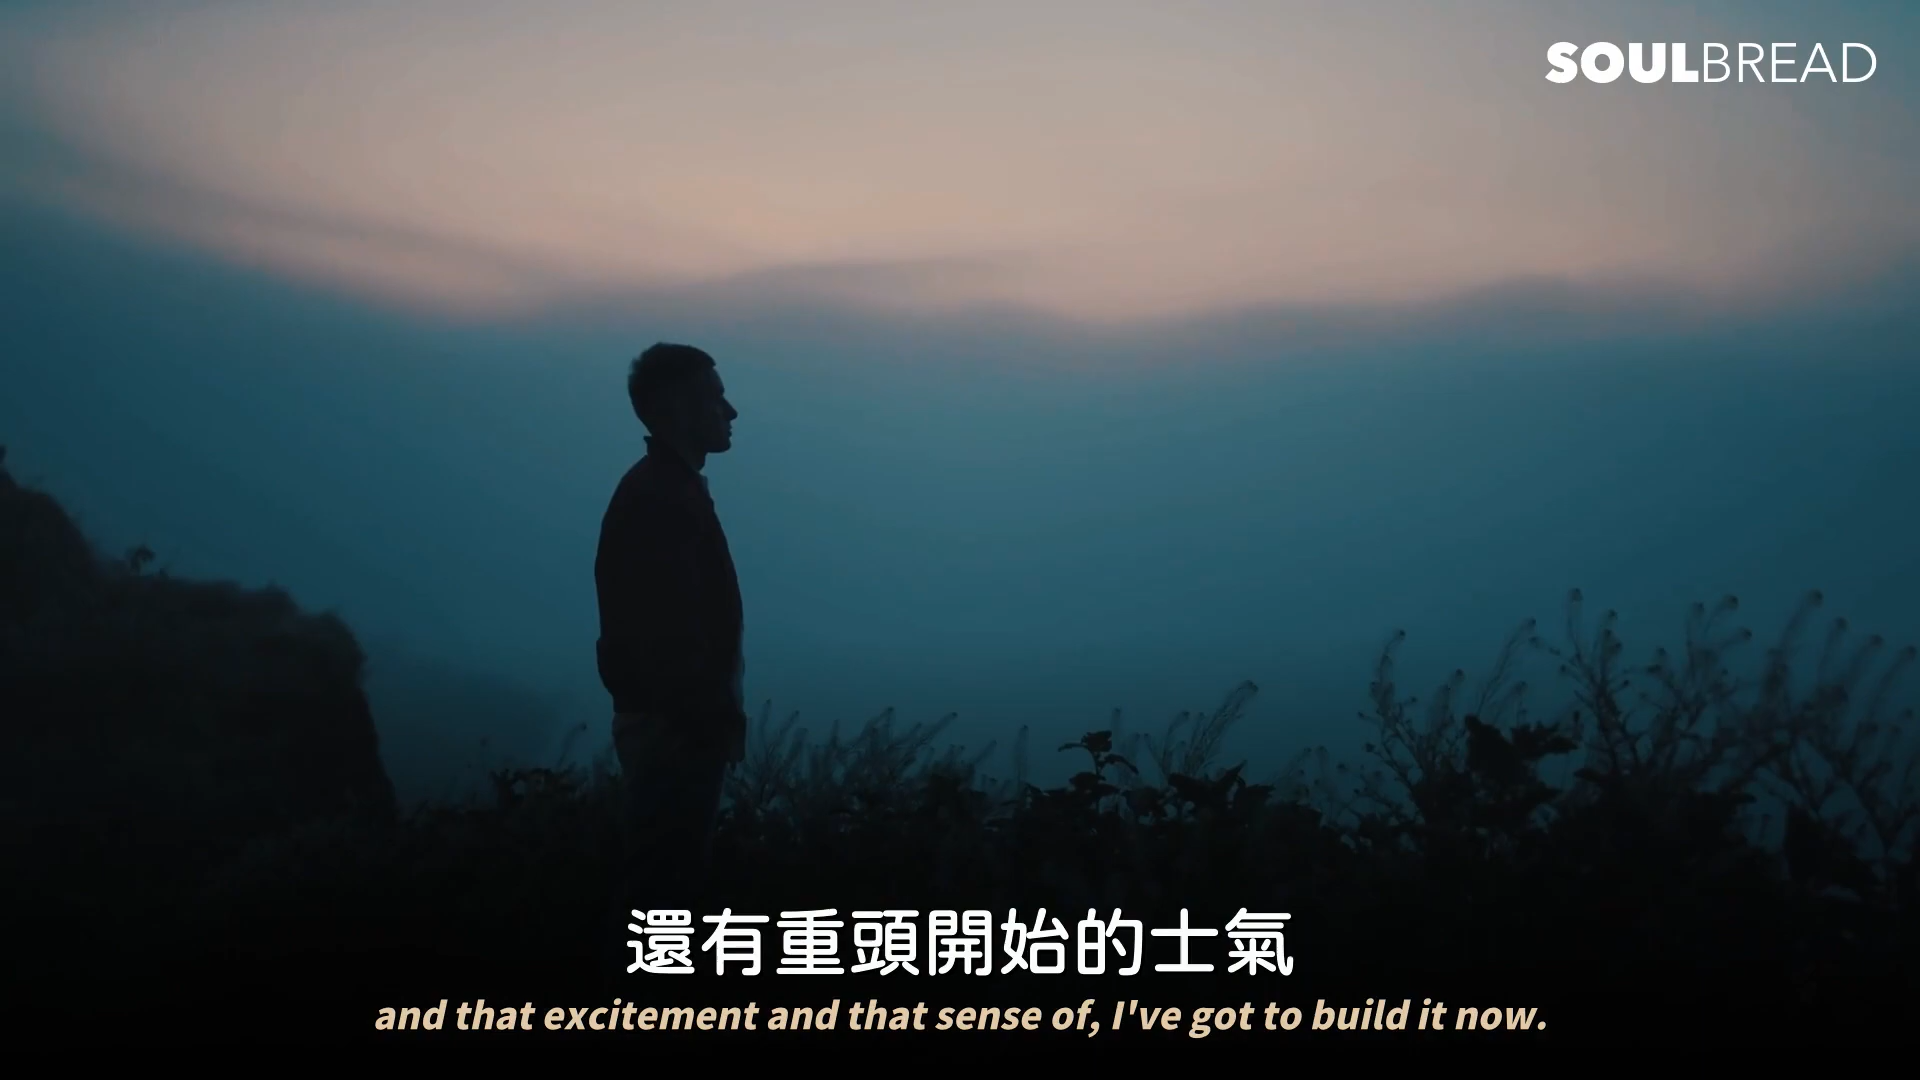 SOULBREAD
還有重頭開始的士氣
and that excitement and that sense of, I've got to build it now.